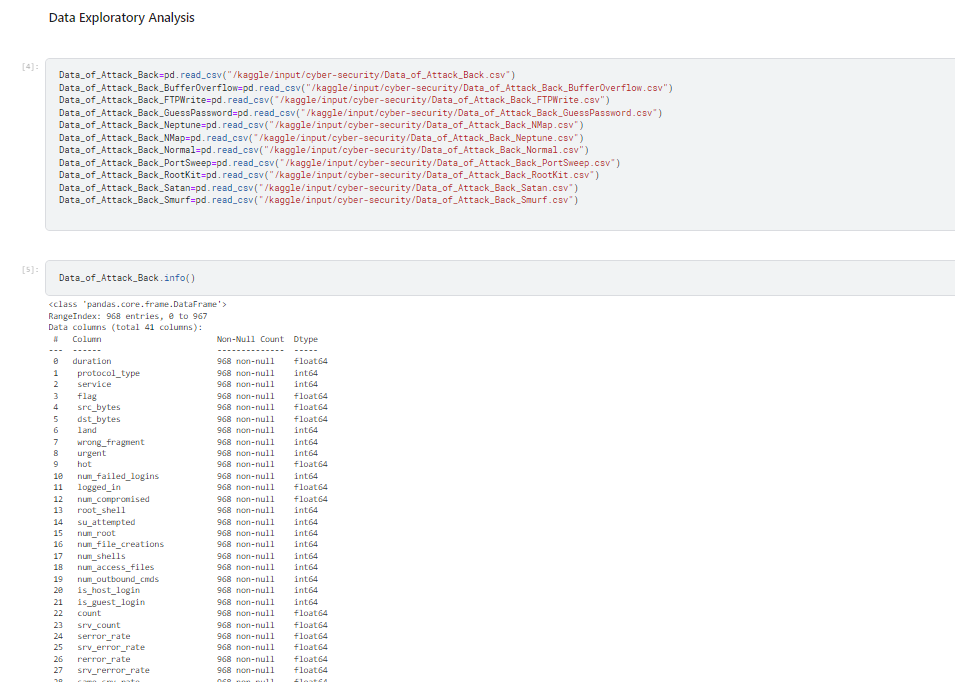 Data Exploratory Analysis
[4]:
Data_of_Attack_Back=pd.read_csv("/kaggle/input/cyber-security/Data_of_Attack_Back.csv")
Data_of_Attack_Back_BufferOverflow=pd.read_csv("/kaggle/input/cyber-security/Data_of_Attack_Back_BufferOverflow.csv")
Data_of_Attack_Back_FTPWrite=pd.read_csv("/kaggle/input/cyber-security/Data_of_Attack_Back_FTPWrite.csv")
Data_of_Attack_Back_GuessPassword=pd.read_csv("/kaggle/input/cyber-security/Data_of_Attack_Back_GuessPassword.csv")
Data_of_Attack_Back_Neptune=pd.read_csv("/kaggle/input/cyber-security/Data_of_Attack_Back_NMap.csv")
Data_of_Attack_Back_NMap=pd.read_csv("/kaggle/input/cyber-security/Data_of_Attack_Back_Neptune.csv")
Data_of_Attack_Back_Normal=pd.read_csv("/kaggle/input/cyber-security/Data_of_Attack_Back_Normal.csv")
Data_of_Attack_Back_PortSweep=pd.read_csv("/kaggle/input/cyber-security/Data_of_Attack_Back_PortSweep.csv")
Data_of_Attack_Back_RootKit=pd.read_csv("/kaggle/input/cyber-security/Data_of_Attack_Back_RootKit.csv")
Data_of_Attack_Back_Satan=pd.read_csv("/kaggle/input/cyber-security/Data_of_Attack_Back_Satan.csv")
Data_of_Attack_Back_Smurf=pd.read_csv("/kaggle/input/cyber-security/Data_of_Attack_Back_Smurf.csv")
[5]:
Data_of_Attack_Back.info()
<class 'pandas.core.frame.DataFrame'>
RangeIndex: 968 entries, 0 to 967
Data columns (total 41 columns):
# Column Non-Null Count Dtype
--- ------ -------------- -----
0 duration 968 non-null float64
1 protocol_type 968 non-null int64
2 service 968 non-null int64
3 flag 968 non-null float64
4 src_bytes 968 non-null float64
5 dst_bytes 968 non-null float64
6 land 968 non-null int64
7 wrong_fragment 968 non-null int64
8 urgent 968 non-null int64
9 hot 968 non-null float64
10 num_failed_logins 968 non-null int64
11 logged_in 968 non-null float64
12 num_compromised 968 non-null float64
13 root_shell 968 non-null int64
14 su_attempted 968 non-null int64
15 num_root 968 non-null int64
16 num_file_creations 968 non-null int64
17 num_shells 968 non-null int64
18 num_access_files 968 non-null int64
19 num_outbound_cmds 968 non-null int64
20 is_host_login 968 non-null int64
21 is_guest_login 968 non-null int64
22 count 968 non-null float64
23 srv_count 968 non-null float64
24 serror_rate 968 non-null float64
25 srv_error_rate 968 non-null float64
26 rerror_rate 968 non-null float64
27 srv_rerror_rate 968 non-null float64